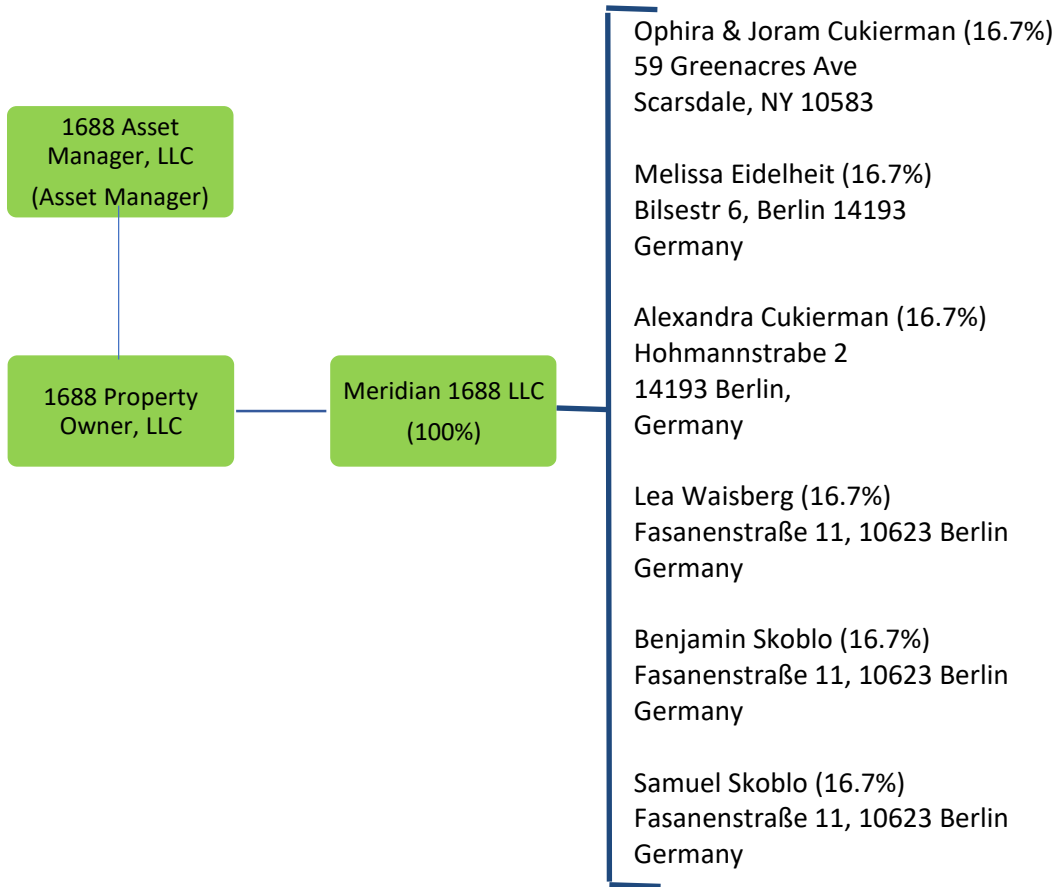 1688 Asset
Manager, LLC
(Asset Manager)
1688 Property
Owner, LLC
Meridian 1688 LLC
(100%)
Ophira & Joram Cukierman (16.7%)
59 Greenacres Ave
Scarsdale, NY 10583
Melissa Eidelheit (16.7%)
Bilsestr 6, Berlin 14193
Germany
Alexandra Cukierman (16.7%)
Hohmannstrabe 2
14193 Berlin,
Germany
Lea Waisberg (16.7%)
Fasanenstraße 11, 10623 Berlin
Germany
Benjamin Skoblo (16.7%)
Fasanenstraße 11, 10623 Berlin
Germany
Samuel Skoblo (16.7%)
Fasanenstraße 11, 10623 Berlin
Germany